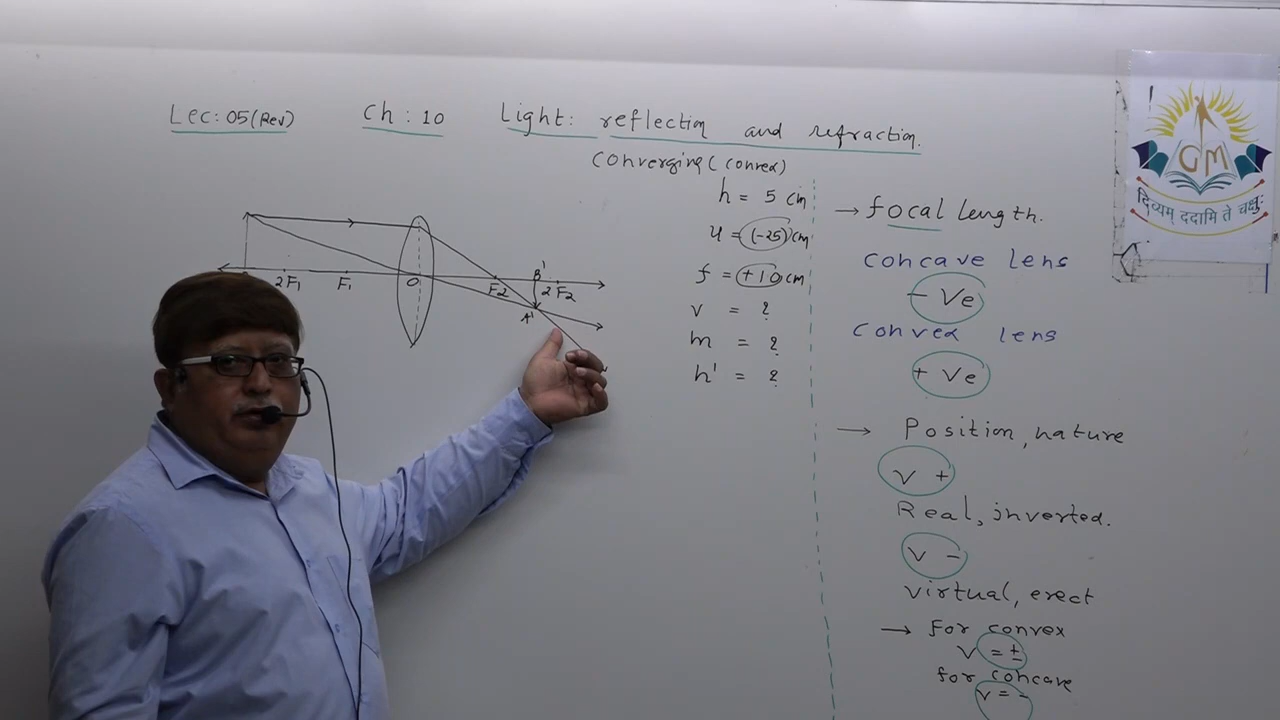 Lec: 05 (Rev) Ch: 10 Light: reflection and refraction.
Converging (convex)
h = 5 cm
u = (-25) cm
f = +10 cm
v = ?
m = ?
h' = ?
2F1 F1 O F2 B' 2F2
A'
→ focal length.
concave lens
- Ve
convex lens
+ Ve
→ Position, nature
v +
Real, inverted.
v -
virtual, erect
→ for convex
v = ±
for concave
v = -
GM
दिव्यम् ददामि ते चक्षुः